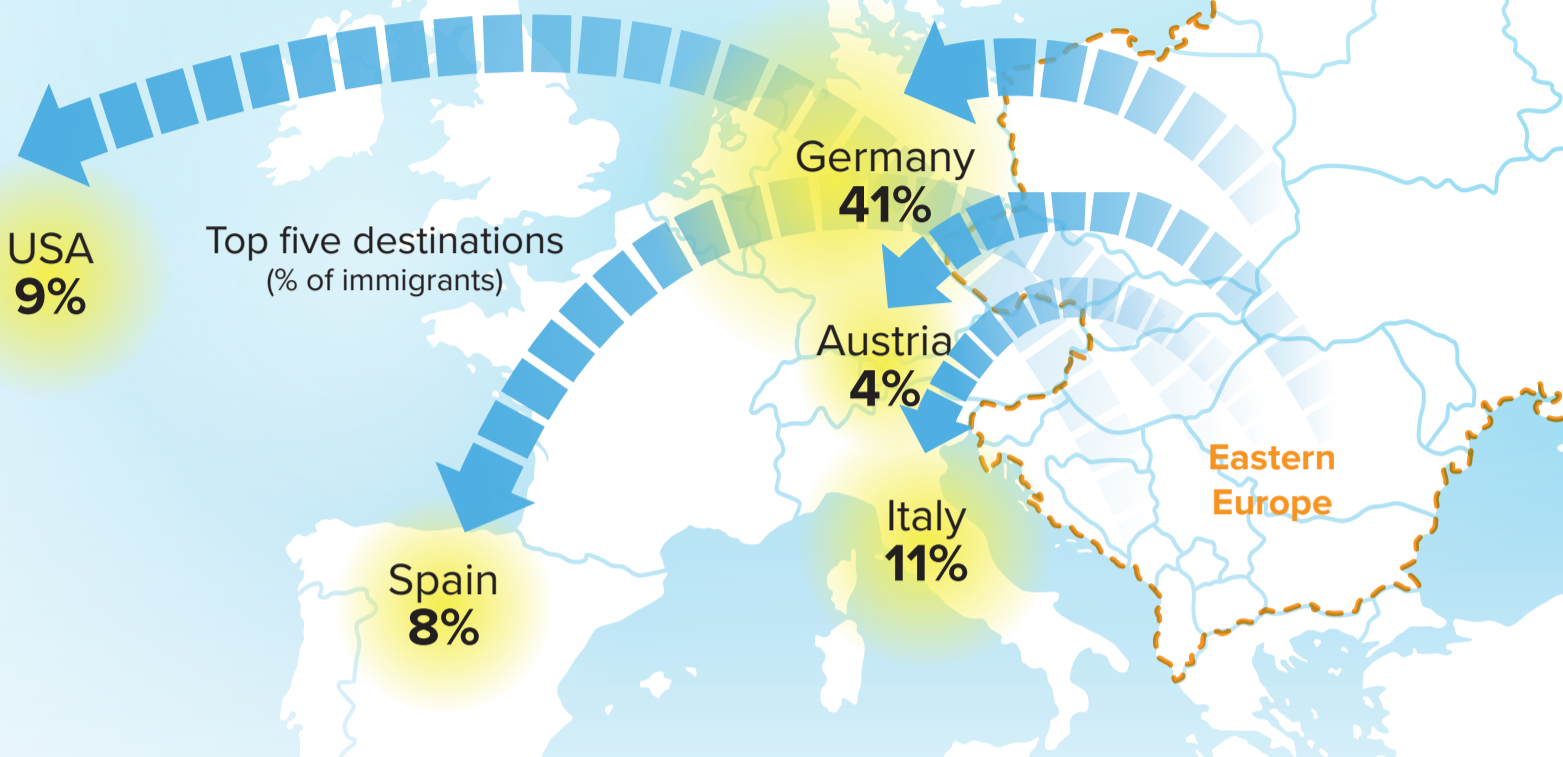 Germany
41%
USA
9%
Top five destinations
(% of immigrants)
Austria
4%
Eastern
Europe
Italy
11%
Spain
8%